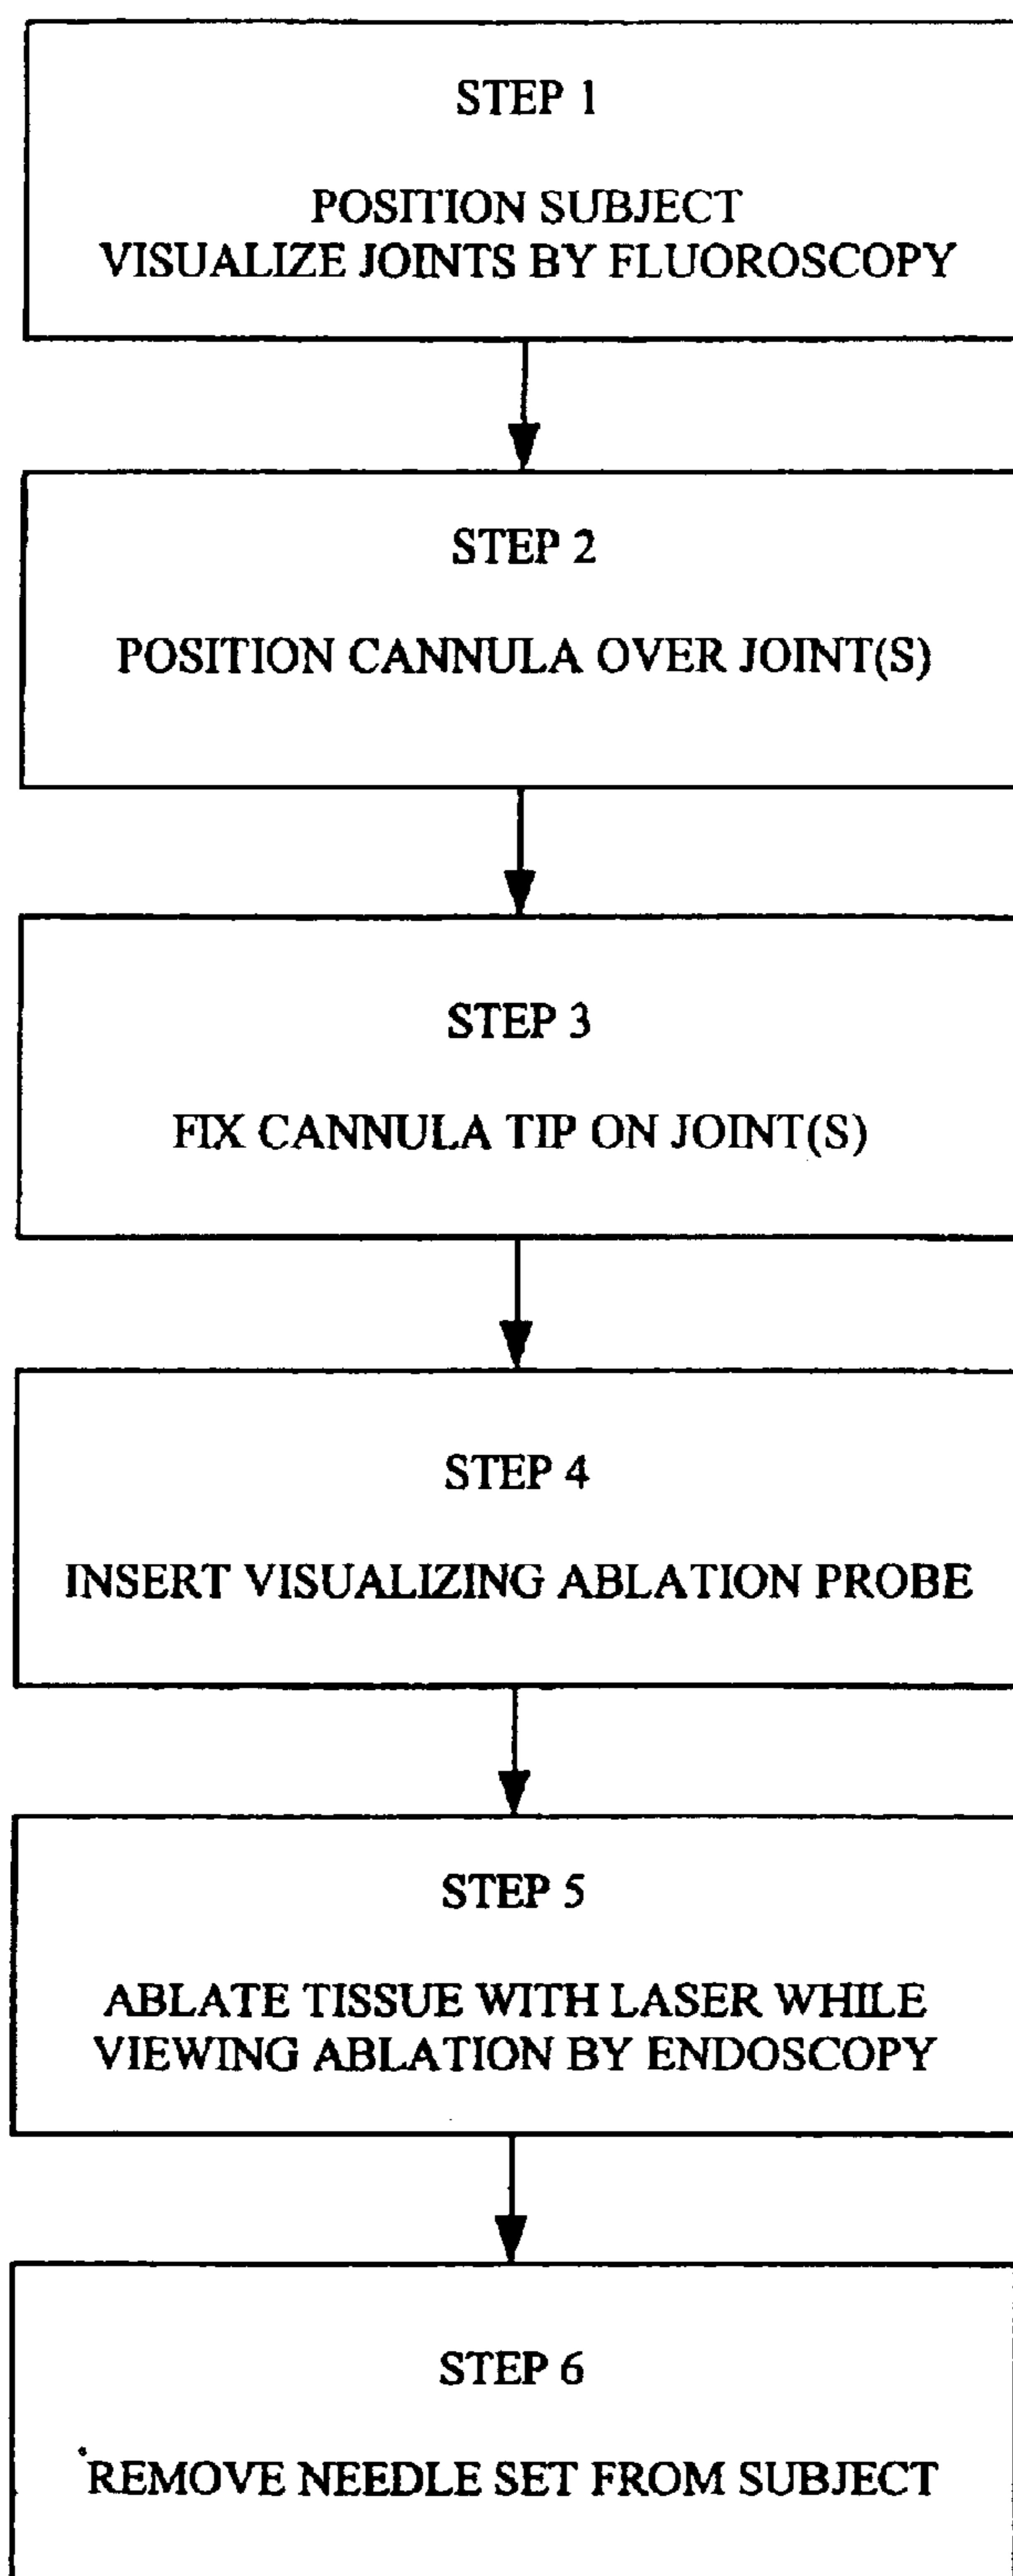 STEP 1
POSITION SUBJECT
VISUALIZE JOINTS BY FLUOROSCOPY
STEP 2
POSITION CANNULA OVER JOINT(S)
STEP 3
FIX CANNULA TIP ON JOINT(S)
STEP 4
INSERT VISUALIZING ABLATION PROBE
STEP 5
ABLATE TISSUE WITH LASER WHILE
VIEWING ABLATION BY ENDOSCOPY
STEP 6
REMOVE NEEDLE SET FROM SUBJECT